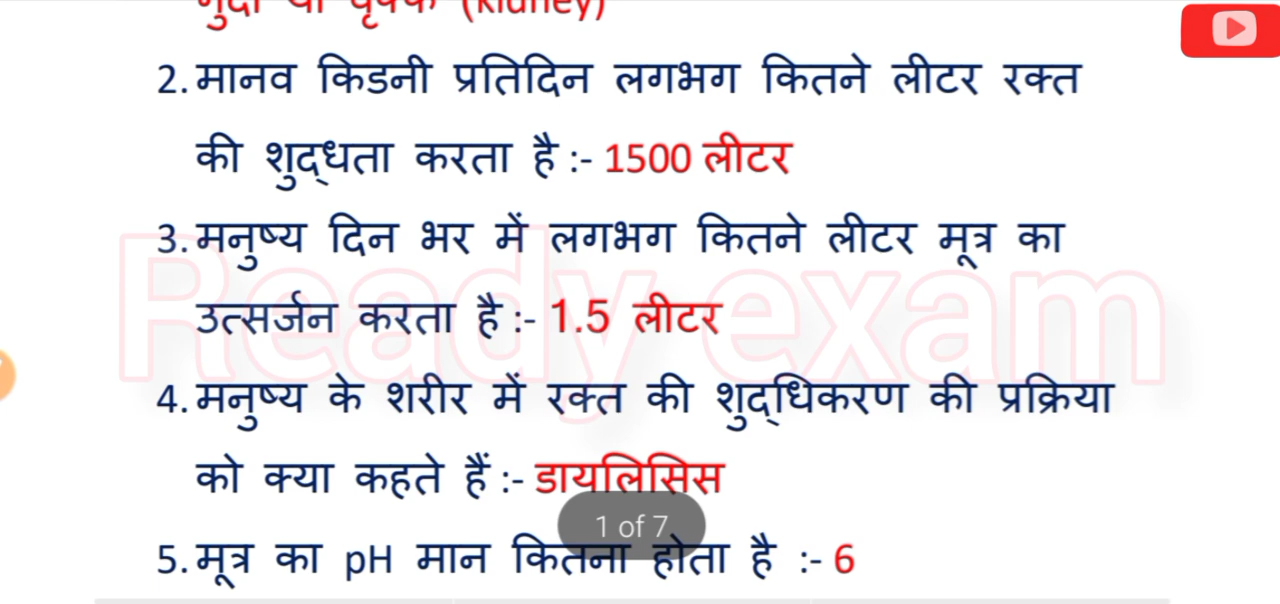 गुर्दा या वृक्क (kidney)
2. मानव किडनी प्रतिदिन लगभग कितने लीटर रक्त
की शुद्धता करता है :- 1500 लीटर
3. मनुष्य दिन भर में लगभग कितने लीटर मूत्र का
उत्सर्जन करता है :- 1.5 लीटर
Ready exam
4. मनुष्य के शरीर में रक्त की शुद्धिकरण की प्रक्रिया
को क्या कहते हैं :- डायलिसिस
1 of 7
5. मूत्र का pH मान कितना होता है :- 6